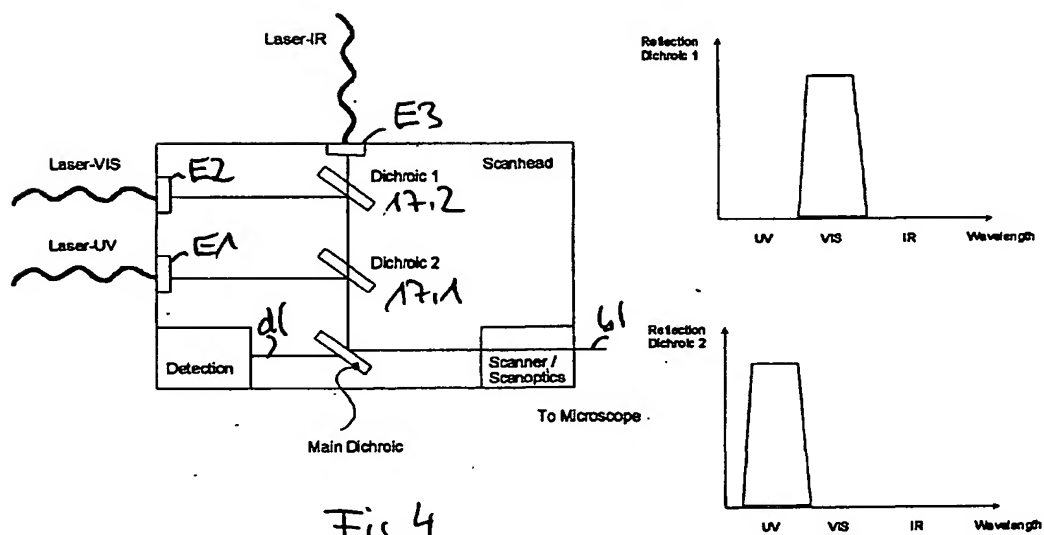 Laser-IR
E3
Laser-VIS
E2
Scanhead
Dichroic 1
17.2
Laser-UV
E1
Dichroic 2
17.1
dl
bl
Detection
Scanner /
Scanoptics
To Microscope
Main Dichroic
Fig 4
Reflection
Dichroic 1
UV VIS IR Wavelength
Reflection
Dichroic 2
UV VIS IR Wavelength